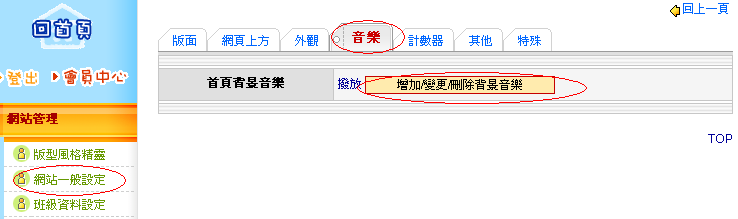 回首頁
登出 會員中心
網站管理
版型風格精靈
網站一般設定
班級資料設定
回上一頁
版面 網頁上方 外觀 音樂 計數器 其他 特殊
首頁背景音樂 撥放 增加/變更/刪除背景音樂
TOP